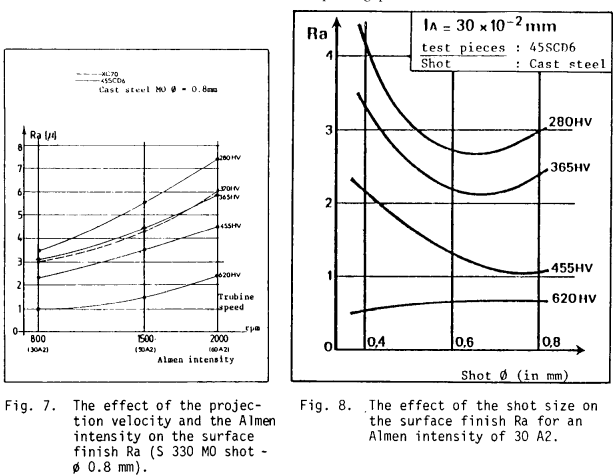 XC70
45SCD6
Cast steel MO Ø = 0.8mm
Ra [µ]
8
7
6
5
4
3
2
1
0
280HV
370HV
365HV
455HV
620HV
Trubine
speed
rpm
800
1500
2000
(30A2)
(50A2)
(60A2)
Almen intensity
Fig. 7. The effect of the projec-
tion velocity and the Almen
intensity on the surface
finish Ra (S 330 MO shot -
ø 0.8 mm).
Ra
IA = 30 x 10-2 mm
test pieces : 45SCD6
Shot : Cast steel
4
3
2
1
0
280HV
365HV
455HV
620HV
0,4
0,6
0,8
Shot Ø (in mm)
Fig. 8. The effect of the shot size on
the surface finish Ra for an
Almen intensity of 30 A2.